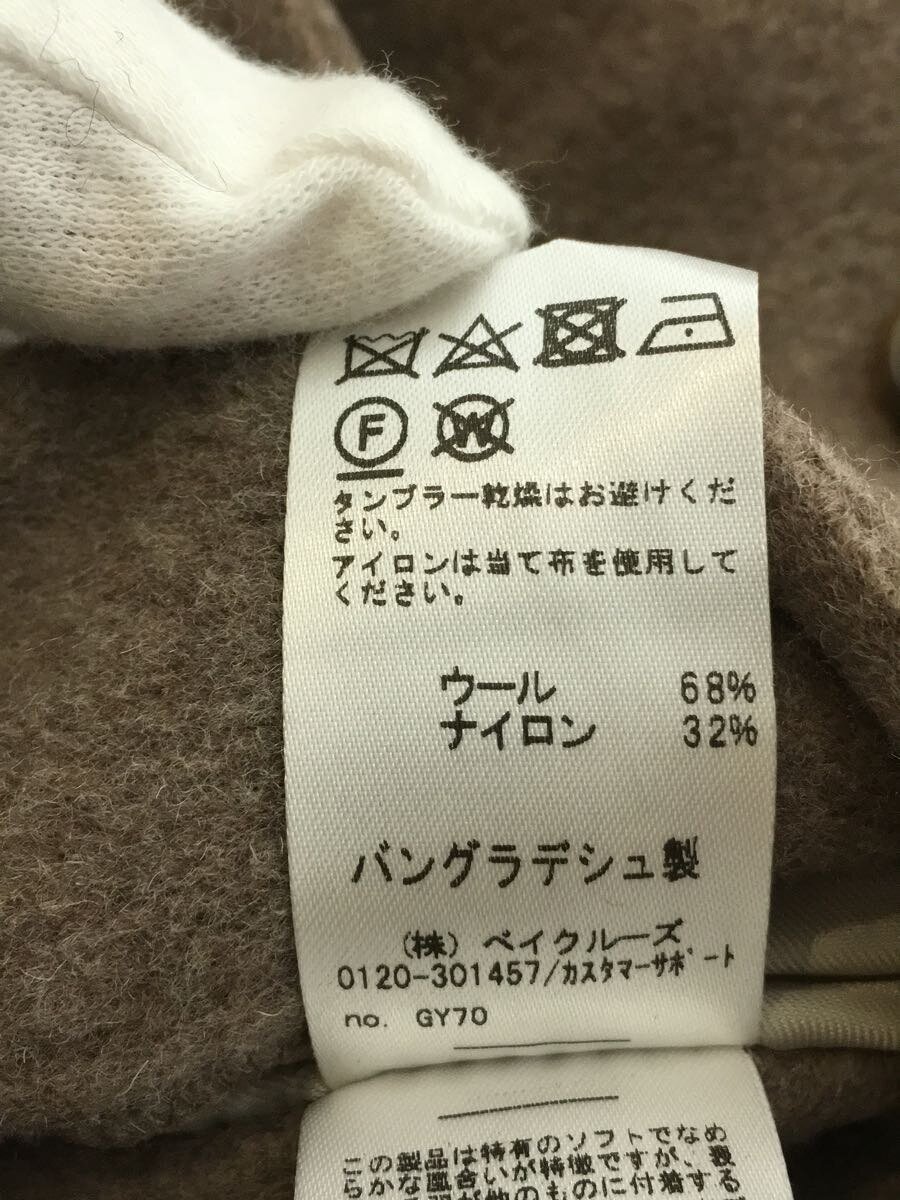 F W
タンブラー乾燥はお避けくだ
さい。
アイロンは当て布を使用して
ください。
ウール 68%
ナイロン 32%
バングラデシュ製
(株) ベイクルーズ
0120-301457/カスタマーサポート
no. GY70
この製品は特有のソフトでなめ
らかな風合いが特徴ですが、表